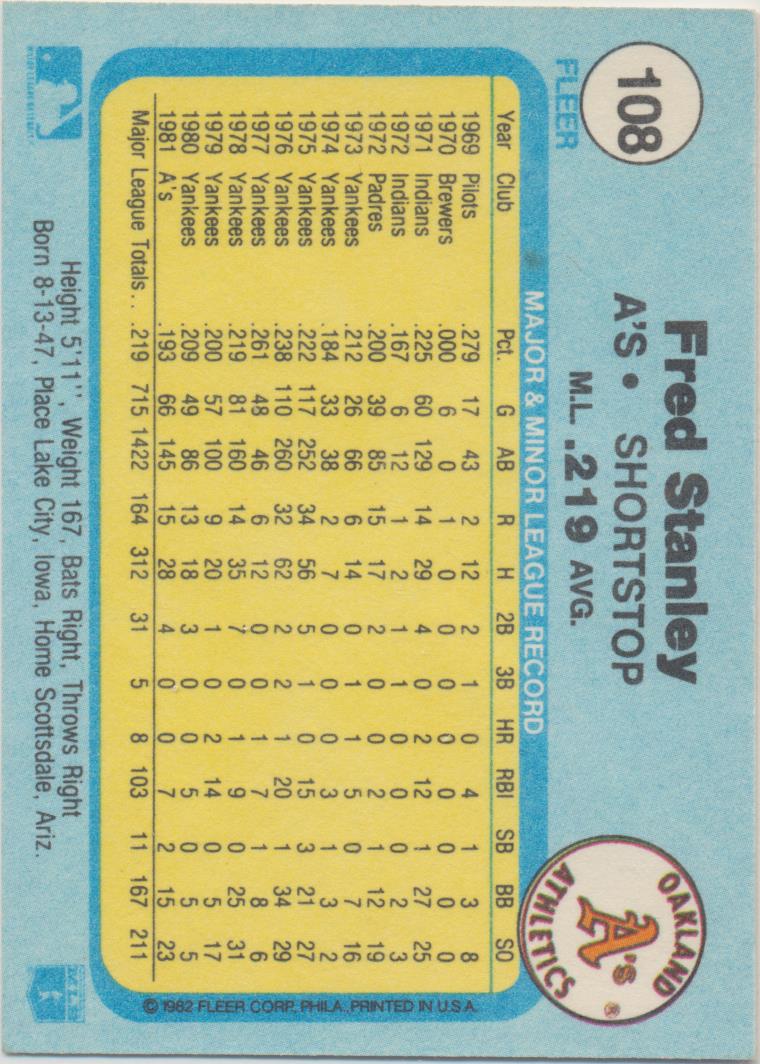 108
FLEER
Fred Stanley
A'S • SHORTSTOP
M.L. .219 AVG.
OAKLAND
A's
ATHLETICS
MAJOR & MINOR LEAGUE RECORD
Year Club Pct. G AB R H 2B 3B HR RBI SB BB SO
1969 Pilots .279 17 43 2 12 2 1 0 4 1 3 8
1970 Brewers .000 6 0 1 0 0 0 0 0 0 0 0
1971 Indians .225 60 129 14 29 4 0 2 12 1 27 25
1972 Indians .167 6 12 1 2 1 1 0 0 0 2 3
1972 Padres .200 39 85 15 17 2 0 0 2 1 12 19
1973 Yankees .212 26 66 6 14 0 1 1 5 0 7 16
1974 Yankees .184 33 38 2 7 0 0 0 3 1 3 2
1975 Yankees .222 117 252 34 56 5 1 0 15 3 21 27
1976 Yankees .238 110 260 32 62 2 2 1 20 1 34 29
1977 Yankees .261 48 46 6 12 0 0 1 7 1 8 6
1978 Yankees .219 81 160 14 35 7 0 1 9 0 25 31
1979 Yankees .200 57 100 9 20 1 0 2 14 0 5 17
1980 Yankees .209 49 86 13 18 3 0 0 5 0 5 5
1981 A's .193 66 145 15 28 4 0 0 7 2 15 23
Major League Totals . . .219 715 1422 164 312 31 5 8 103 11 167 211
© 1982 FLEER CORP. PHILA., PRINTED IN U.S.A.
Height 5'11'', Weight 167, Bats Right, Throws Right
Born 8-13-47, Place Lake City, Iowa, Home Scottsdale, Ariz.